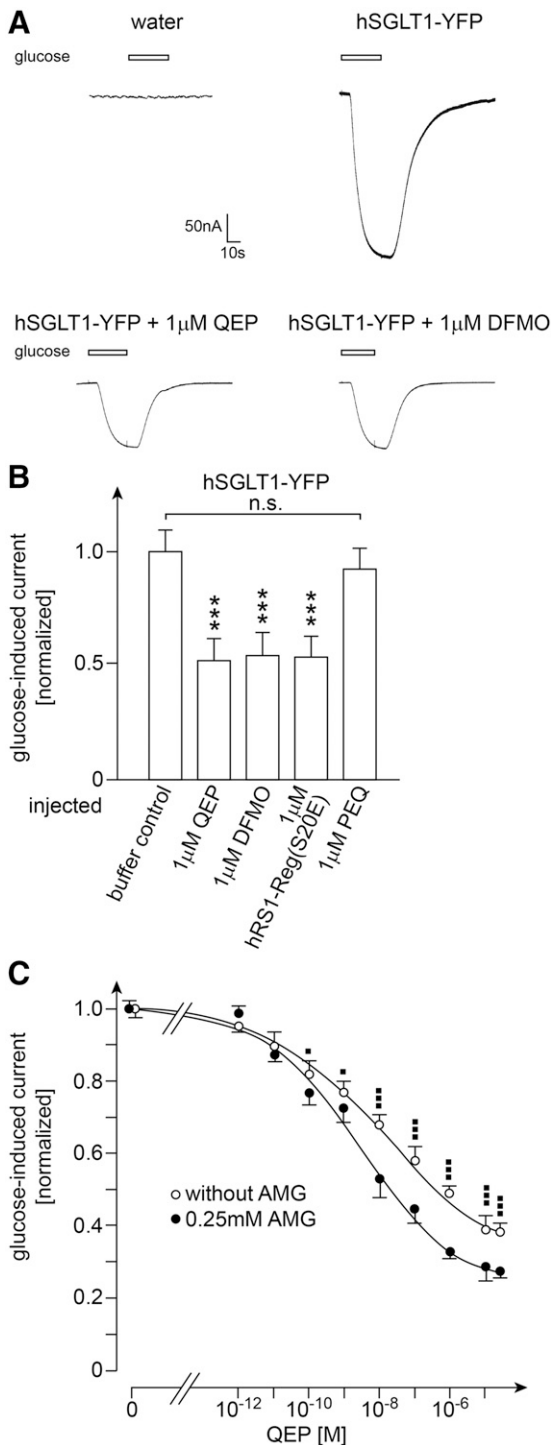 A
water hSGLT1-YFP
glucose
50nA
10s
hSGLT1-YFP + 1μM QEP hSGLT1-YFP + 1μM DFMO
glucose
B
hSGLT1-YFP
n.s.
glucose-induced current
[normalized]
1.0
0.5
0
*** *** ***
injected
buffer control
1μM QEP
1μM DFMO
1μM
hRS1-Reg(S20E)
1μM PEQ
C
glucose-induced current
[normalized]
1.0
0.8
0.6
0.4
0.2
0
without AMG
0.25mM AMG
0 10⁻¹² 10⁻¹⁰ 10⁻⁸ 10⁻⁶
QEP [M]